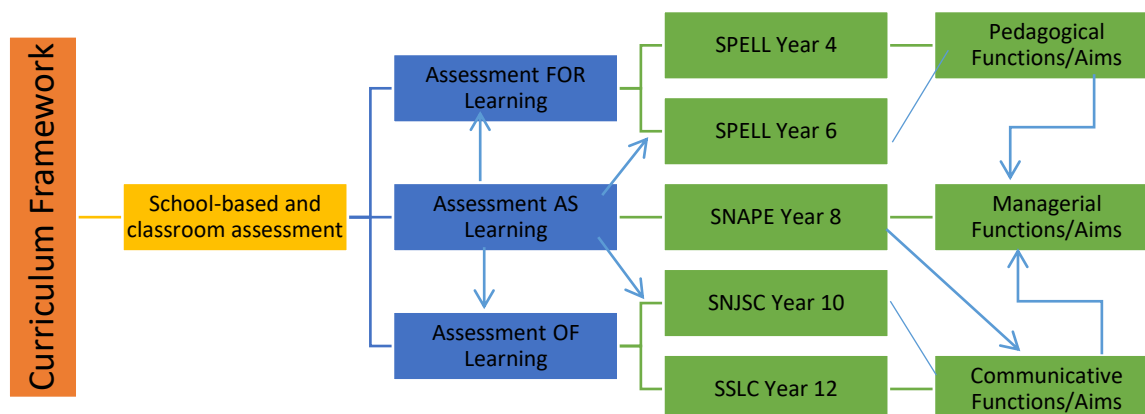 Curriculum Framework
School-based and
classroom assessment
Assessment FOR
Learning
Assessment AS
Learning
Assessment OF
Learning
SPELL Year 4
SPELL Year 6
SNAPE Year 8
SNJSC Year 10
SSLC Year 12
Pedagogical
Functions/Aims
Managerial
Functions/Aims
Communicative
Functions/Aims